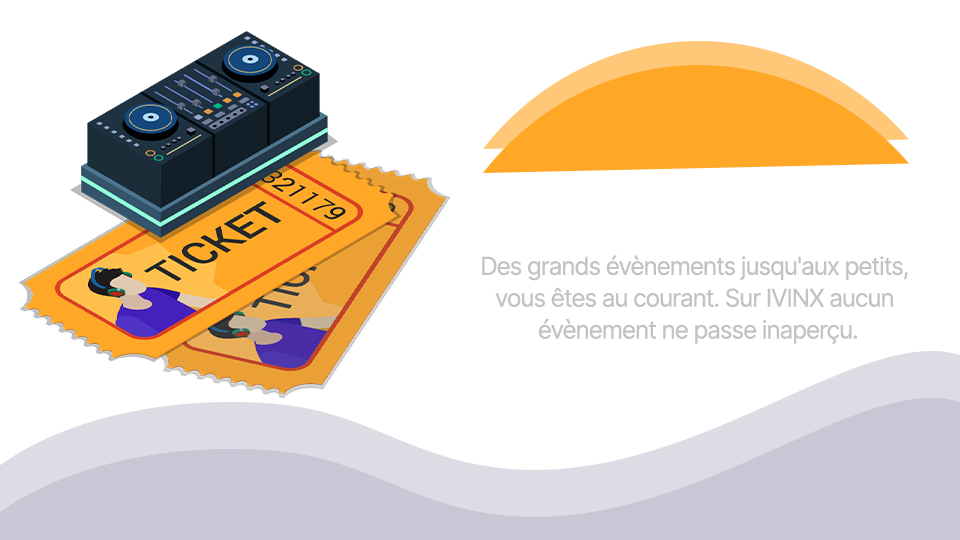 321179
TICKET
TIC
Des grands évènements jusqu'aux petits,
vous êtes au courant. Sur IVINX aucun
évènement ne passe inaperçu.